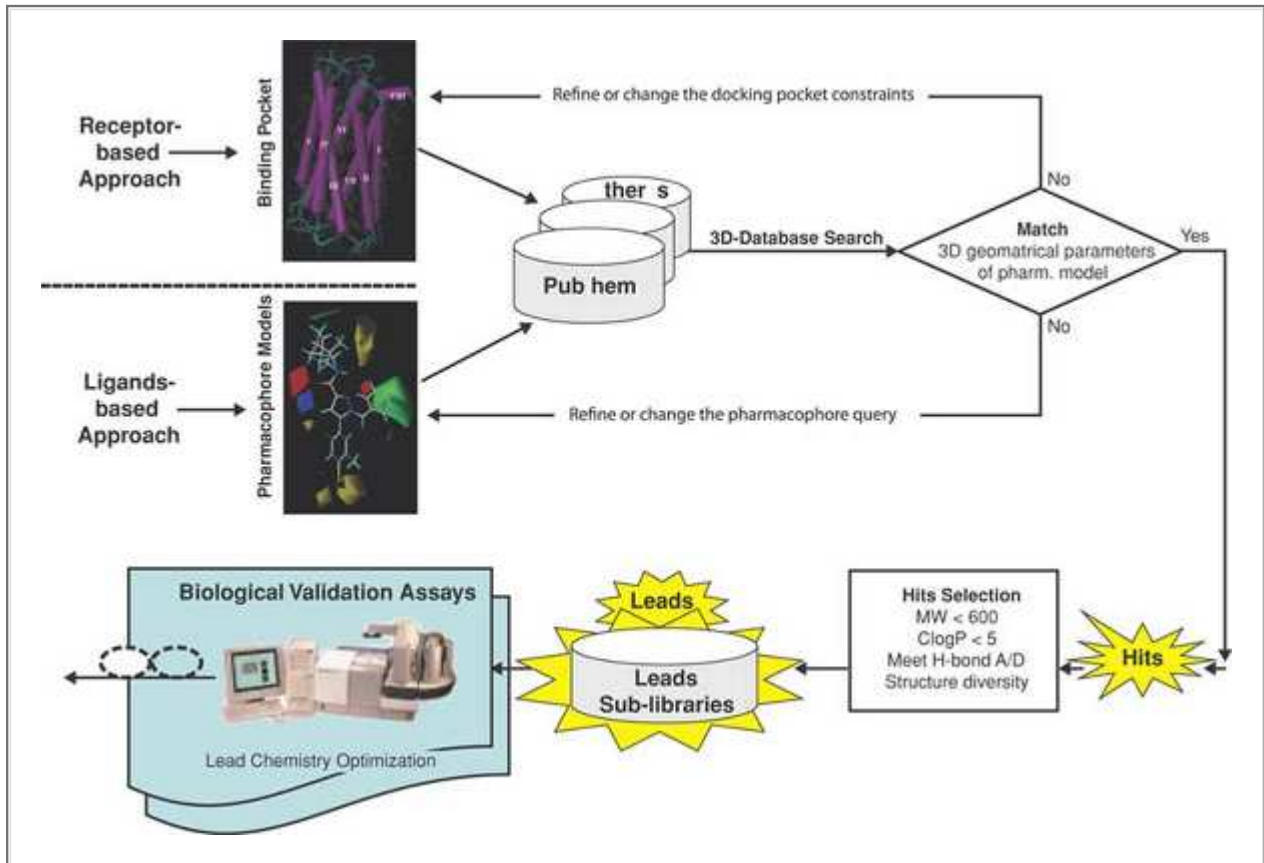 Refine or change the docking pocket constraints
Receptor-
based
Approach
Binding Pocket
No
ther s
Match
3D geomatrical parameters
of pharm. model
Yes
3D-Database Search
Pub hem
No
Ligands-
based
Approach
Pharmacophore Models
Refine or change the pharmacophore query
Biological Validation Assays
Lead Chemistry Optimization
Leads
Leads
Sub-libraries
Hits Selection
MW < 600
ClogP < 5
Meet H-bond A/D
Structure diversity
Hits